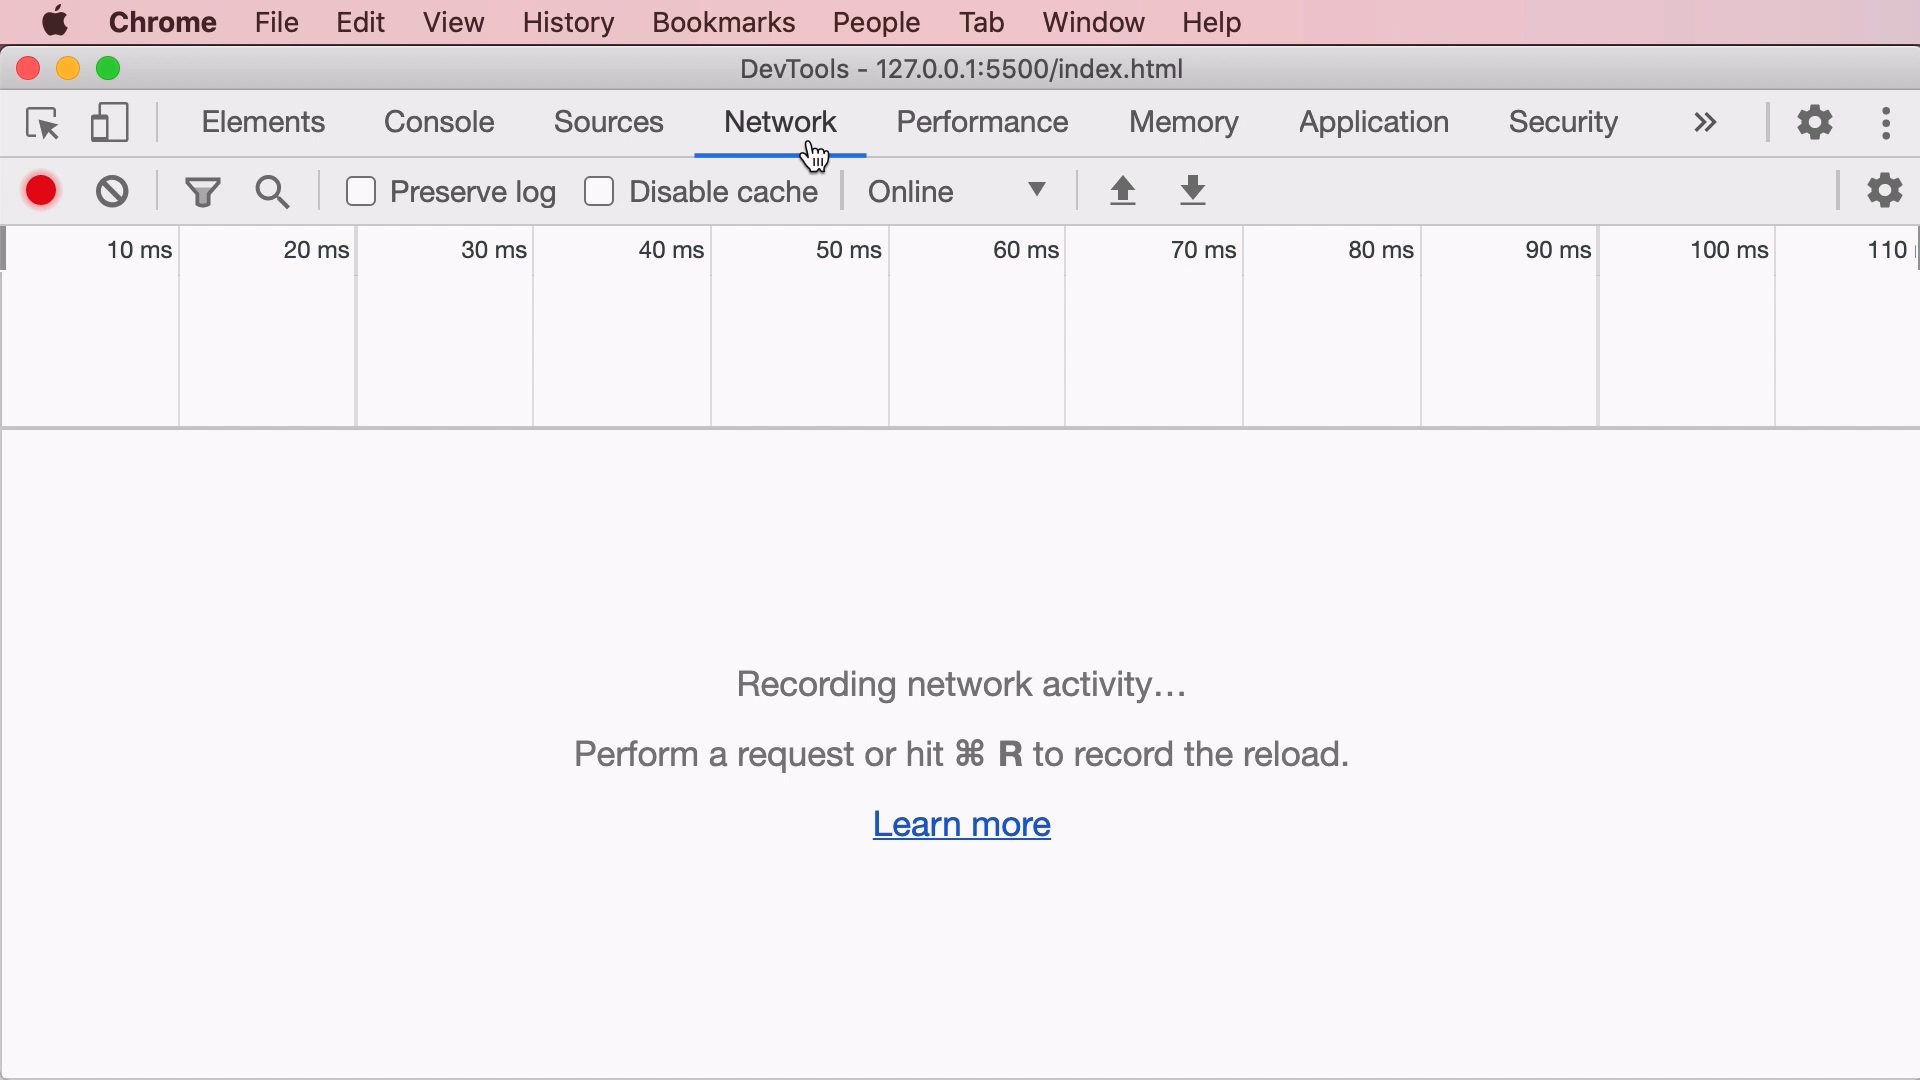 Chrome File Edit View History Bookmarks People Tab Window Help
DevTools - 127.0.0.1:5500/index.html
Elements Console Sources Network Performance Memory Application Security »
Preserve log Disable cache Online
10 ms 20 ms 30 ms 40 ms 50 ms 60 ms 70 ms 80 ms 90 ms 100 ms 110
Recording network activity…
Perform a request or hit ⌘ R to record the reload.
Learn more